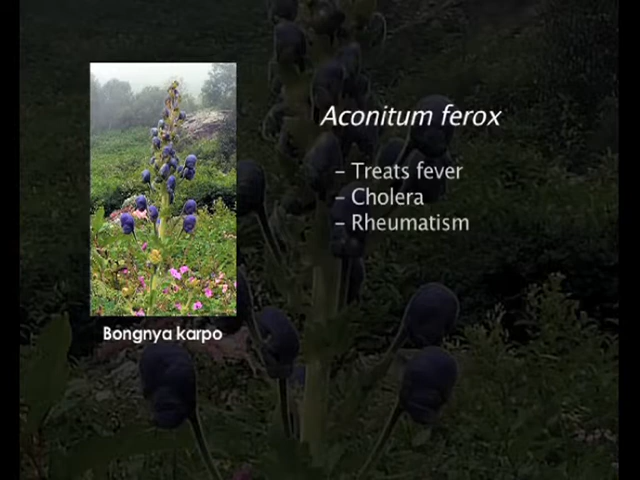 Aconitum ferox
– Treats fever
– Cholera
– Rheumatism
Bongnya karpo